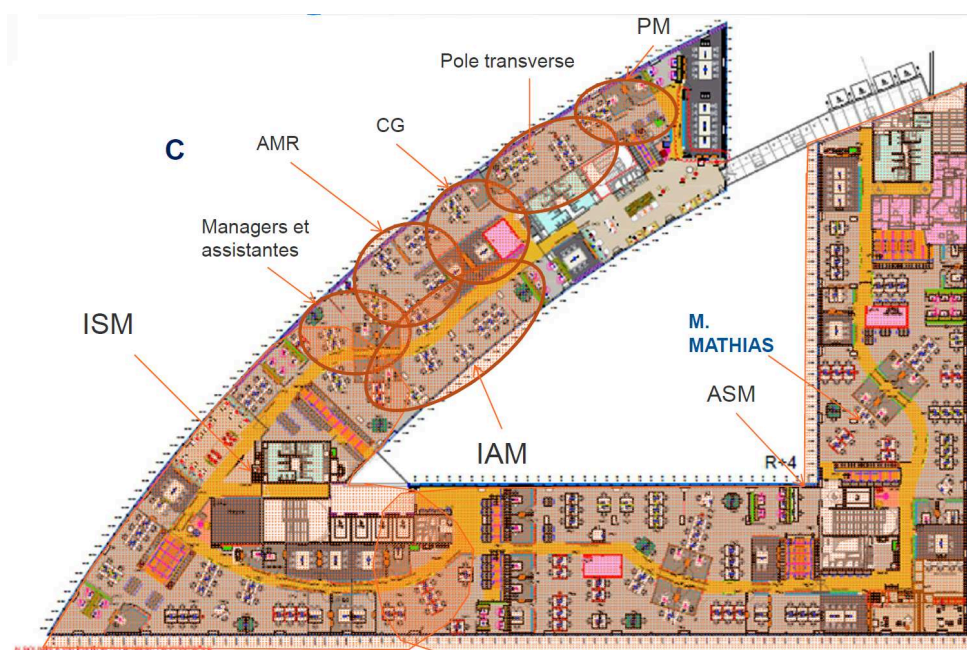 PM
Pole transverse
CG
AMR
C
Managers et
assistantes
ISM
M.
MATHIAS
ASM
IAM
R+4